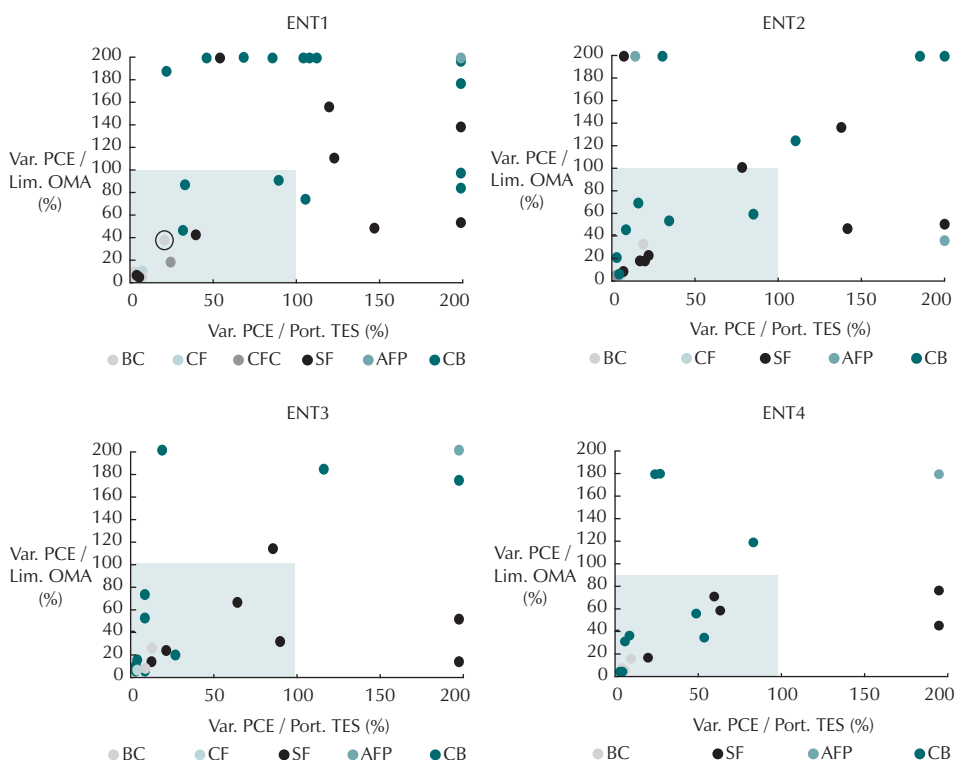 ENT1
200
180
160
140
120
100
80
60
40
20
0
Var. PCE /
Lim. OMA
(%)
0 50 100 150 200
Var. PCE / Port. TES (%)
BC CF CFC SF AFP CB
ENT2
200
180
160
140
120
100
80
60
40
20
0
Var. PCE /
Lim. OMA
(%)
0 50 100 150 200
Var. PCE / Port. TES (%)
BC CF SF AFP CB
ENT3
200
180
160
140
120
100
80
60
40
20
0
Var. PCE /
Lim. OMA
(%)
0 50 100 150 200
Var. PCE / Port. TES (%)
BC CF SF AFP CB
ENT4
200
180
160
140
120
100
80
60
40
20
0
Var. PCE /
Lim. OMA
(%)
0 50 100 150 200
Var. PCE / Port. TES (%)
BC SF AFP CB